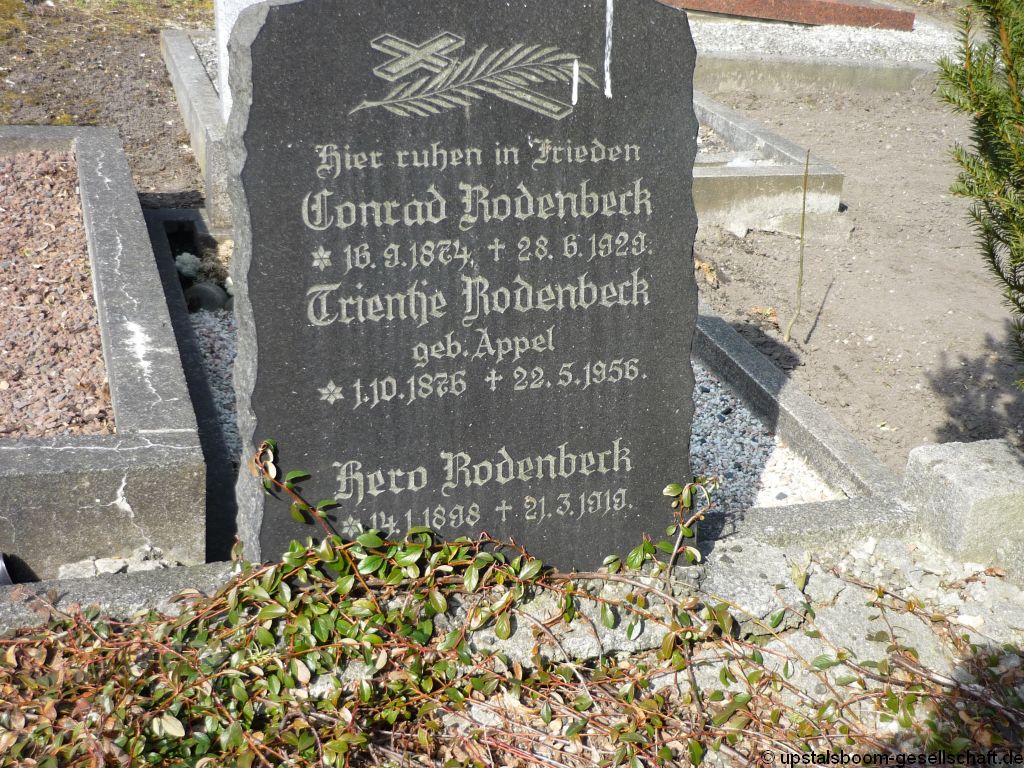 Hier ruhen in Frieden
Conrad Rodenbeck
* 16.9.1874, † 28.6.1929.
Trientje Rodenbeck
geb. Appel
* 1.10.1876 † 22.5.1956.
Hero Rodenbeck
* 14.1.1898 † 21.3.1919.
© upstalsboom-gesellschaft.de